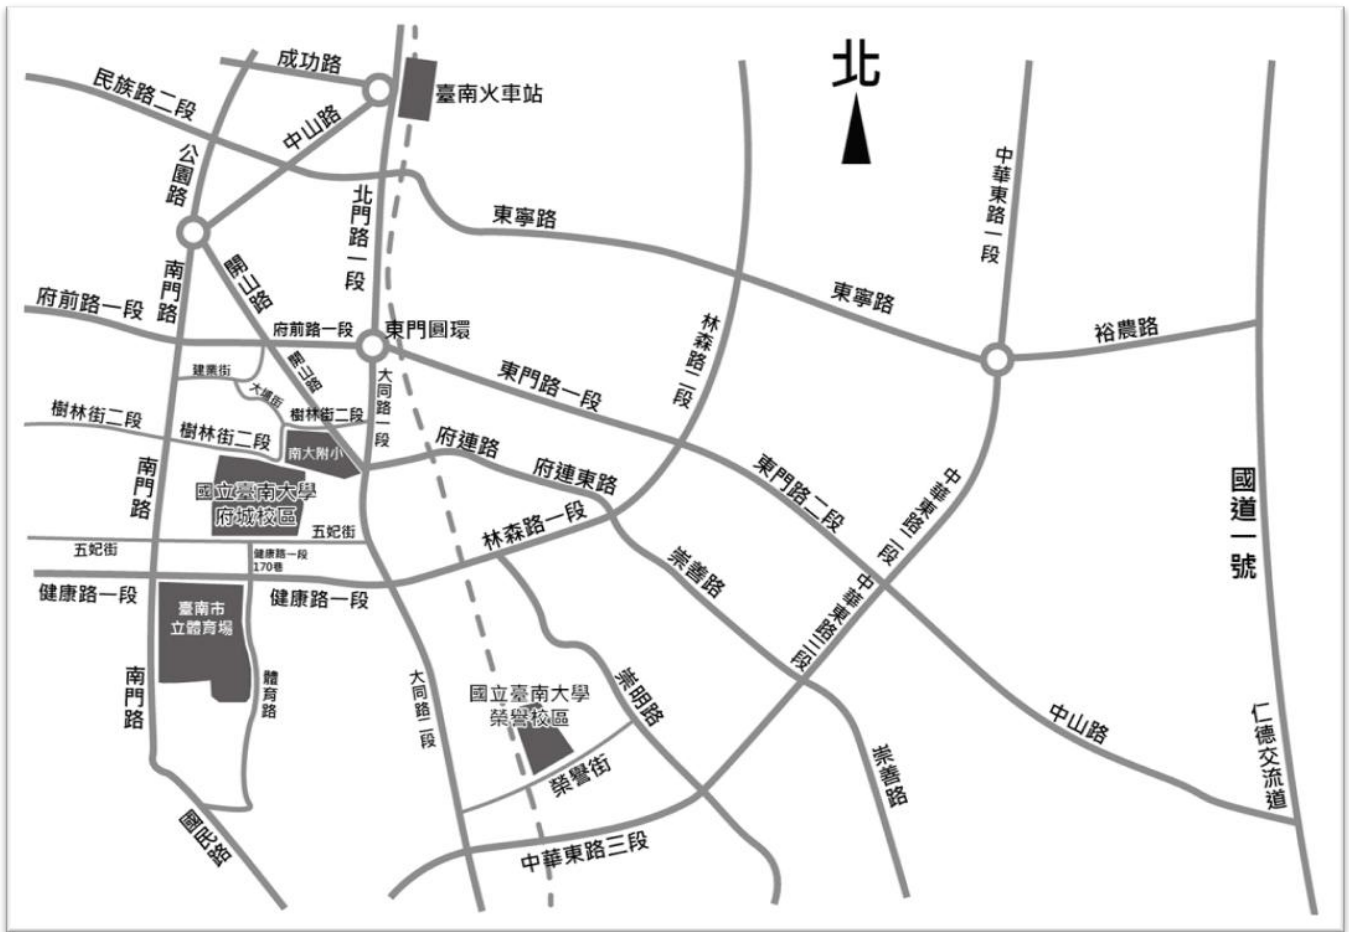 北
成功路
臺南火車站
民族路二段
中山路
公園路
中華東路一段
北門路一段
東寧路
南門路
開山路
東寧路
府前路一段
府前路一段
東門圓環
林森路二段
裕農路
建業街
開山路
大同路一段
東門路一段
大埔街
樹林街二段
樹林街二段
樹林街二段
南大附小
府連路
府連東路
東門路二段
中華東路二段
國道一號
南門路
國立臺南大學
府城校區
林森路一段
五妃街
五妃街
健康路一段
170巷
崇善路
中華東路三段
健康路一段
健康路一段
臺南市
立體育場
南門路
體育路
大同路二段
國立臺南大學
榮譽校區
崇明路
中山路
仁德交流道
崇善路
榮譽街
國民路
中華東路三段